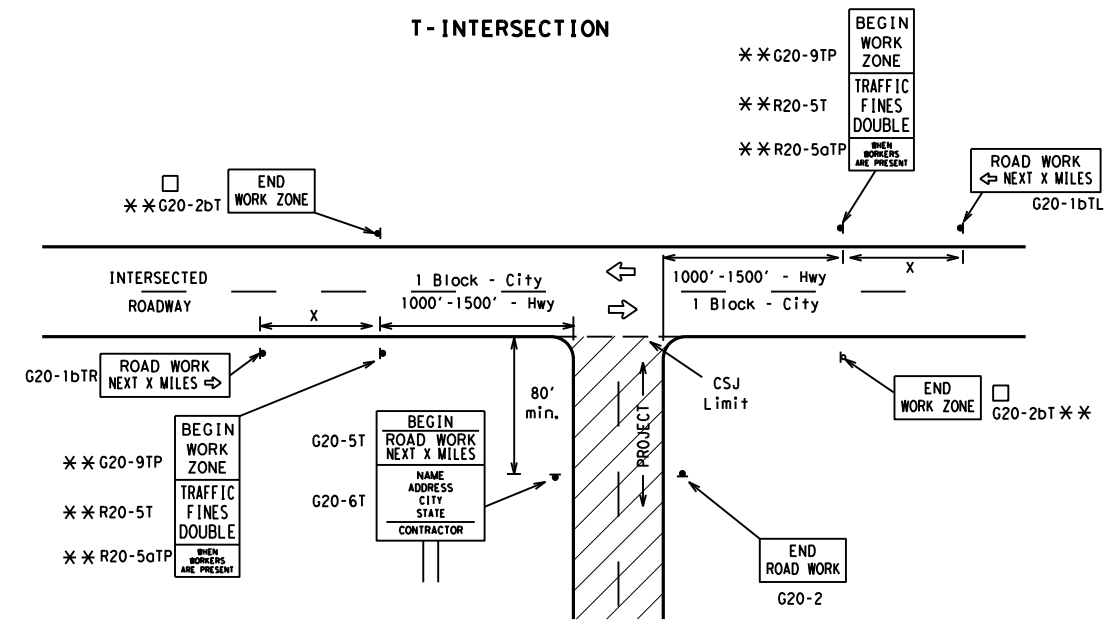 T-INTERSECTION
**G20-9TP
BEGIN
WORK
ZONE
**R20-5T
TRAFFIC
FINES
DOUBLE
**R20-5aTP
WHEN
WORKERS
ARE PRESENT
ROAD WORK
⇦ NEXT X MILES
G20-1bTL
□
**G20-2bT
END
WORK ZONE
X
INTERSECTED
ROADWAY
1 Block - City
1000'-1500' - Hwy
1000'-1500' - Hwy
1 Block - City
X
G20-1bTR
ROAD WORK
NEXT X MILES ⇨
80'
min.
CSJ
Limit
PROJECT
END
WORK ZONE
□
G20-2bT **
BEGIN
WORK
ZONE
**G20-9TP
TRAFFIC
FINES
DOUBLE
**R20-5T
WHEN
WORKERS
ARE PRESENT
**R20-5aTP
G20-5T
BEGIN
ROAD WORK
NEXT X MILES
G20-6T
NAME
ADDRESS
CITY
STATE
CONTRACTOR
END
ROAD WORK
G20-2